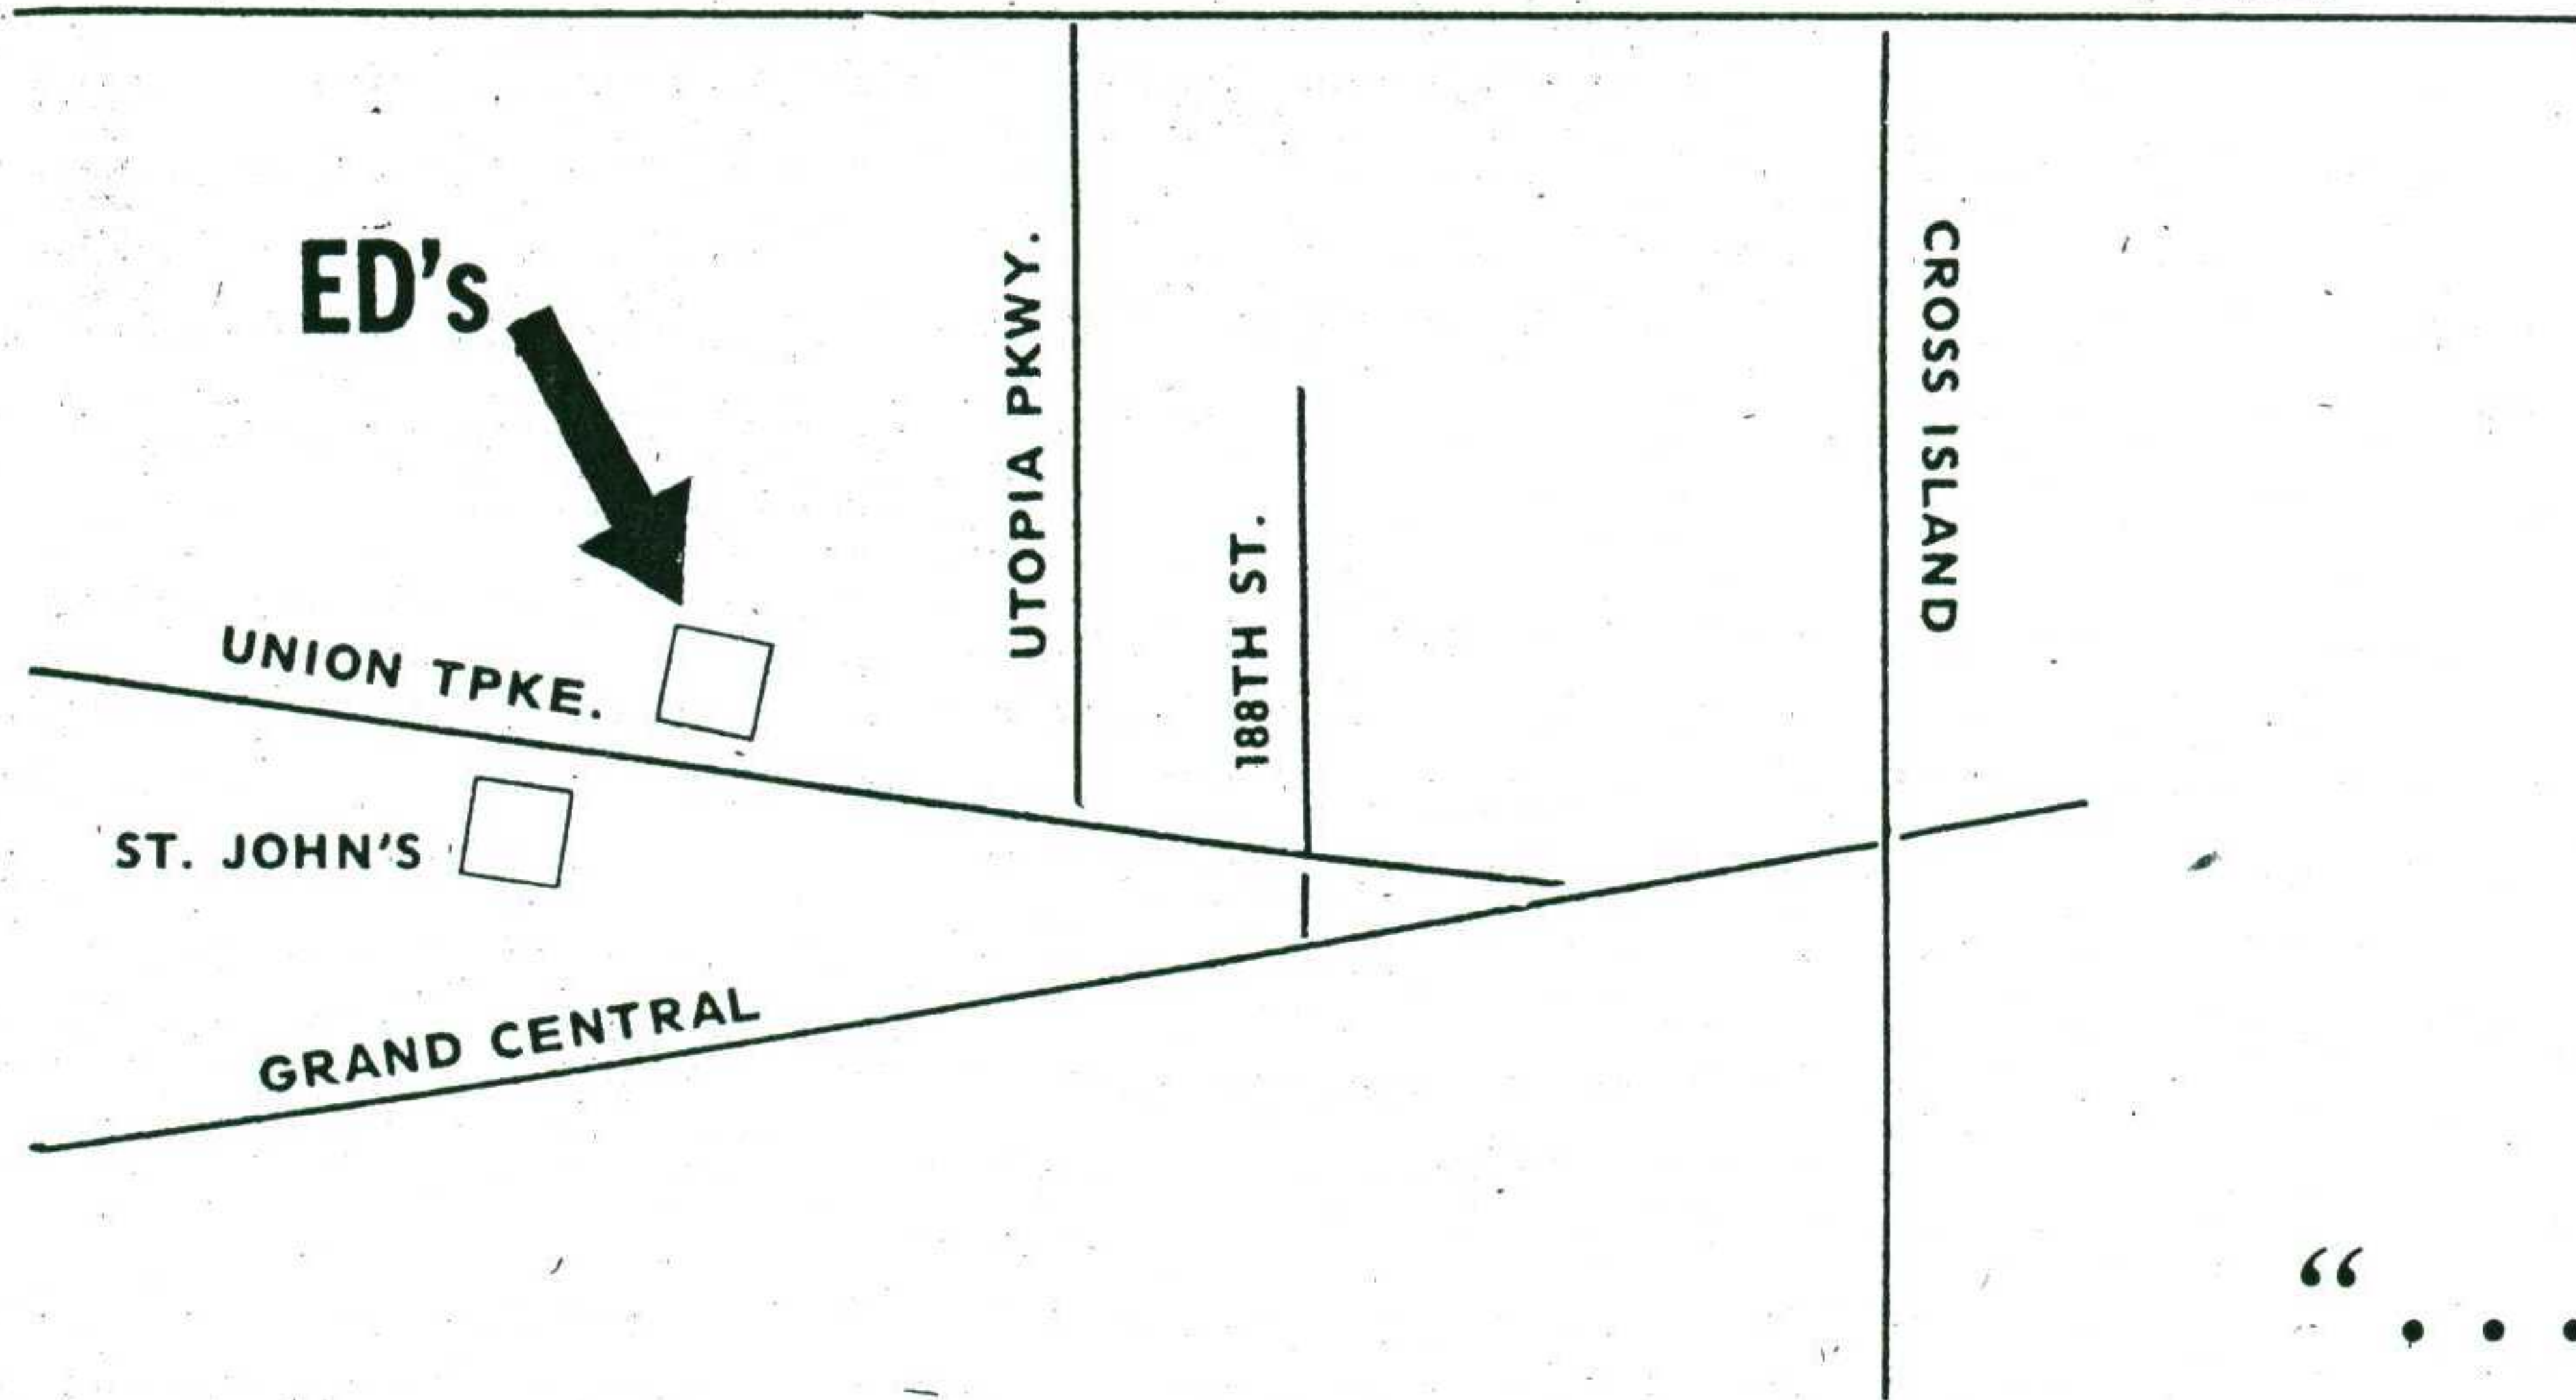 ED's
UTOPIA PKWY.
CROSS ISLAND
188TH ST.
UNION TPKE.
ST. JOHN'S
GRAND CENTRAL
“ . . .